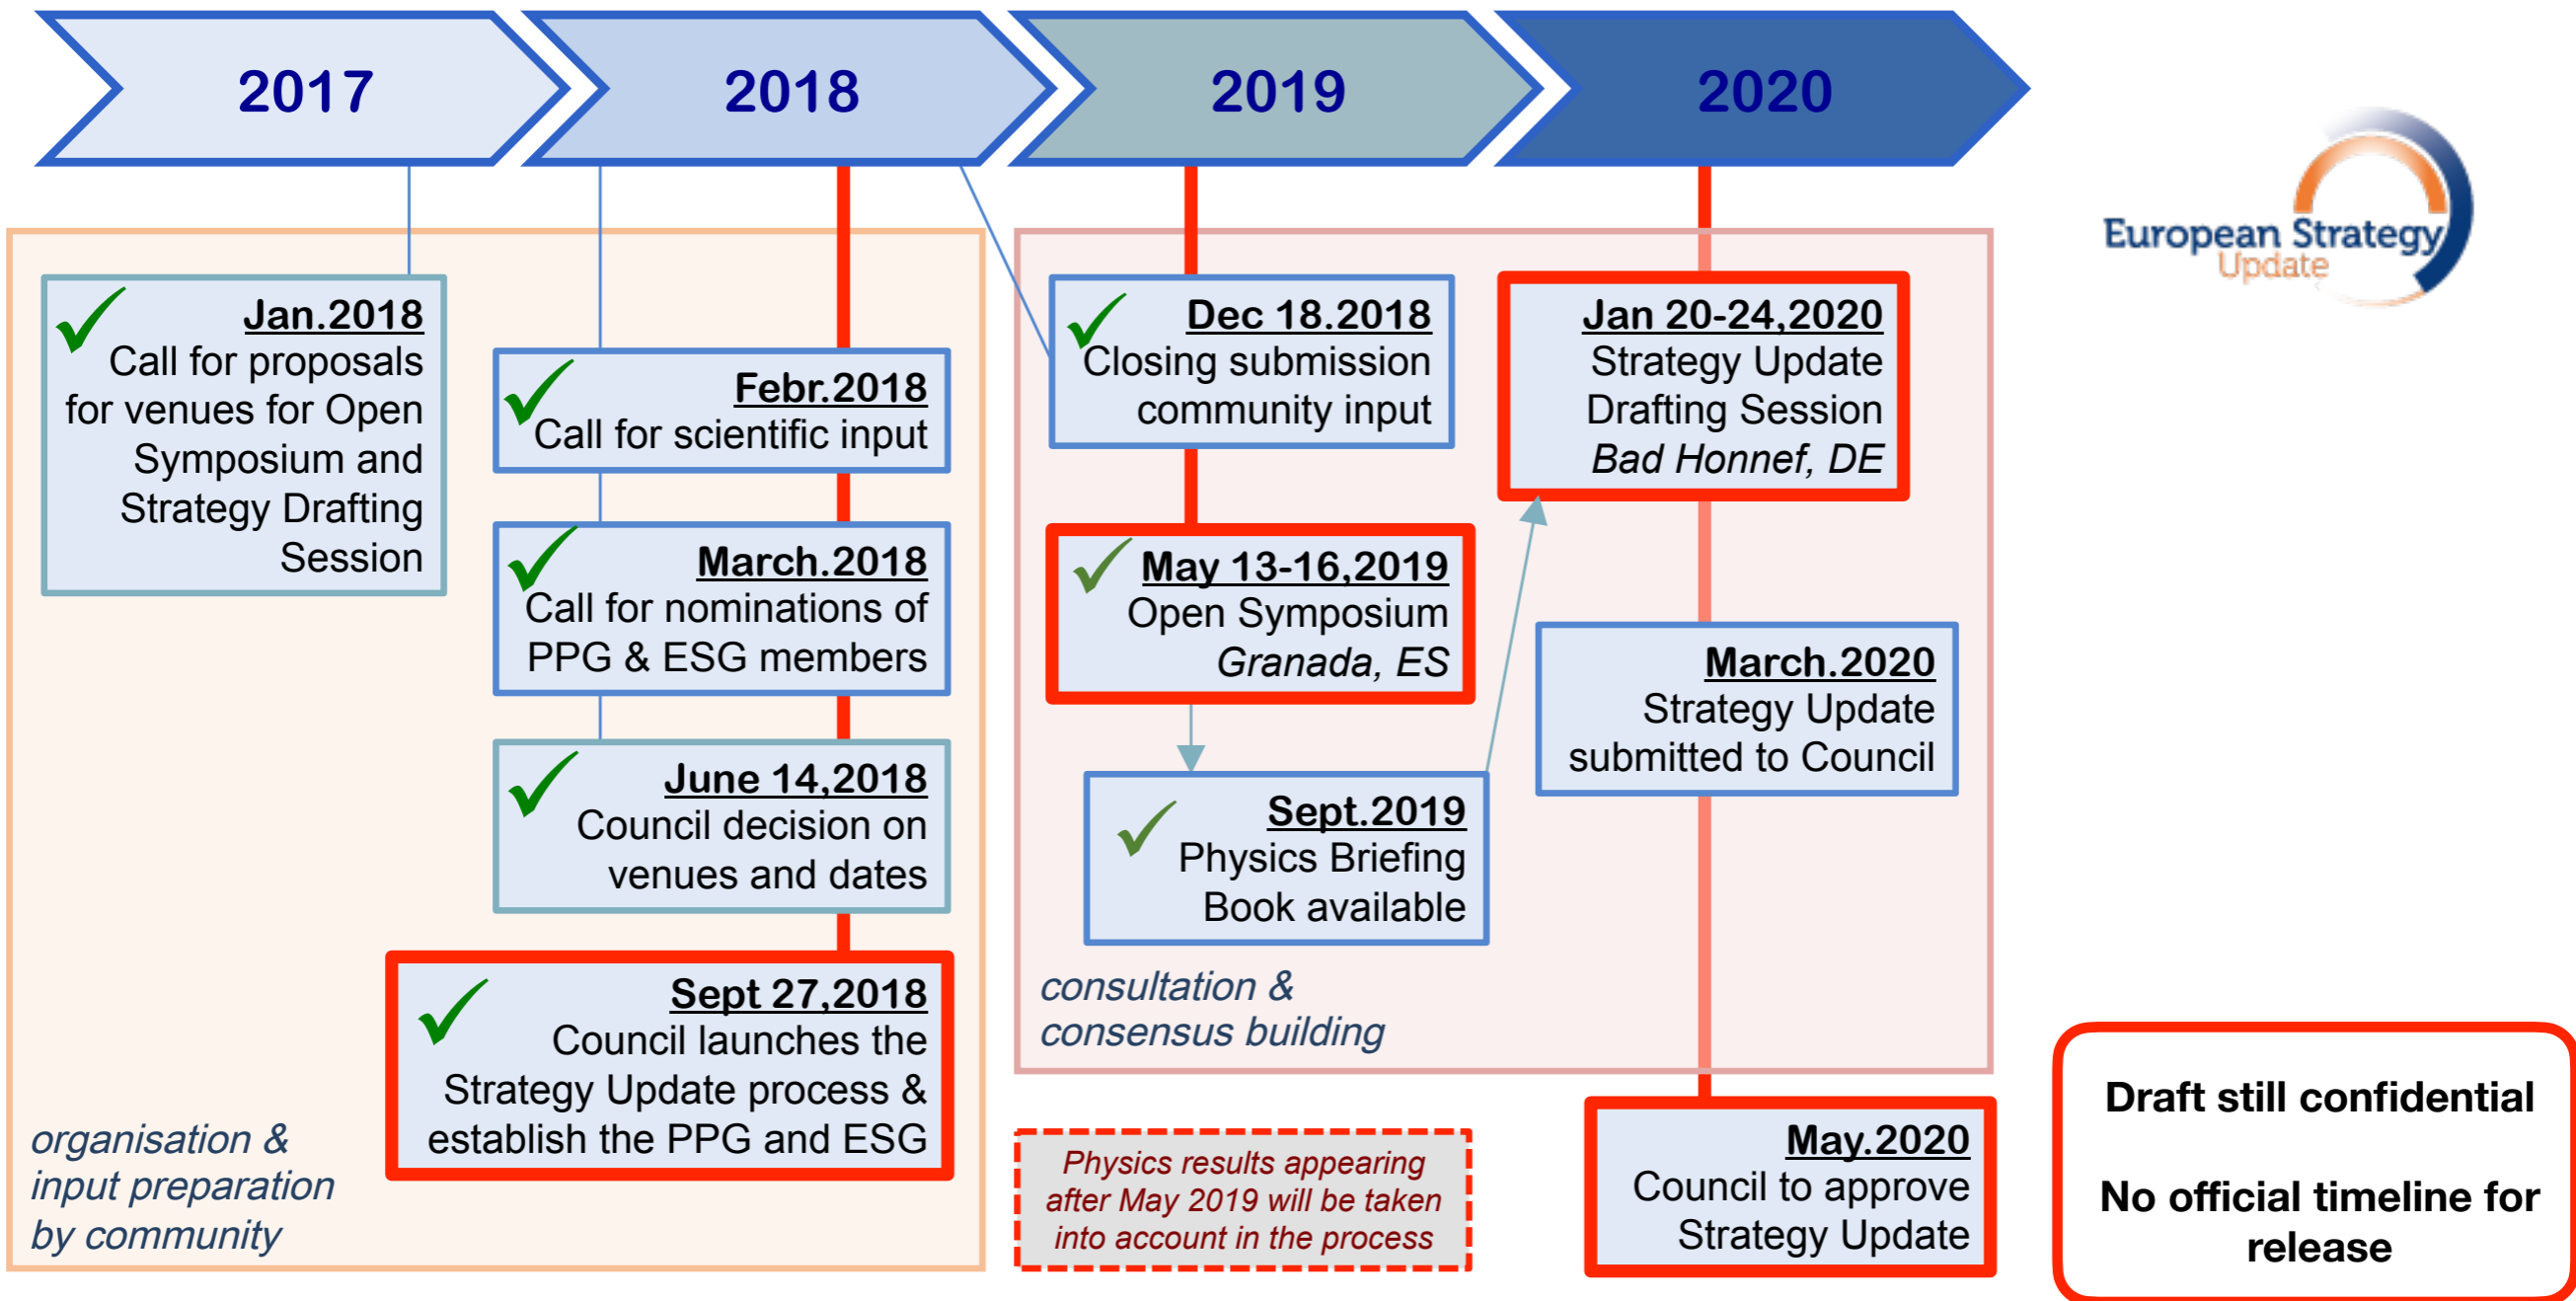 2017
2018
2019
2020
European Strategy
Update
Jan.2018
Call for proposals
for venues for Open
Symposium and
Strategy Drafting
Session
Febr.2018
Call for scientific input
March.2018
Call for nominations of
PPG & ESG members
June 14,2018
Council decision on
venues and dates
Sept 27,2018
Council launches the
Strategy Update process &
establish the PPG and ESG
organisation &
input preparation
by community
Dec 18.2018
Closing submission
community input
May 13-16,2019
Open Symposium
Granada, ES
Sept.2019
Physics Briefing
Book available
consultation &
consensus building
Jan 20-24,2020
Strategy Update
Drafting Session
Bad Honnef, DE
March.2020
Strategy Update
submitted to Council
May.2020
Council to approve
Strategy Update
Physics results appearing
after May 2019 will be taken
into account in the process
Draft still confidential
No official timeline for
release